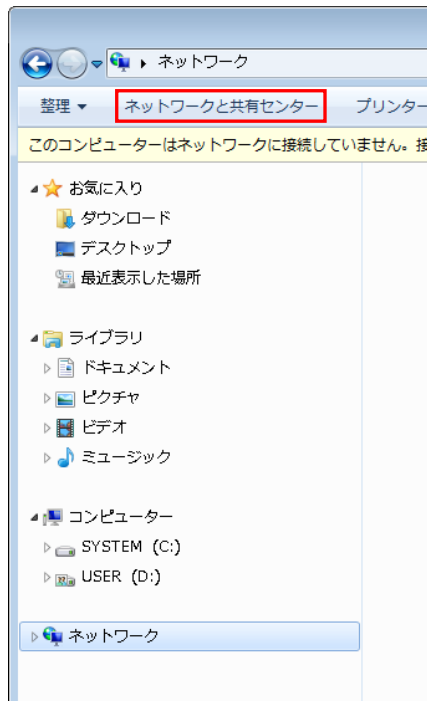 ネットワーク
整理 ネットワークと共有センター プリンター
このコンピューターはネットワークに接続していません。接
お気に入り
ダウンロード
デスクトップ
最近表示した場所
ライブラリ
ドキュメント
ピクチャ
ビデオ
ミュージック
コンピューター
SYSTEM (C:)
USER (D:)
ネットワーク